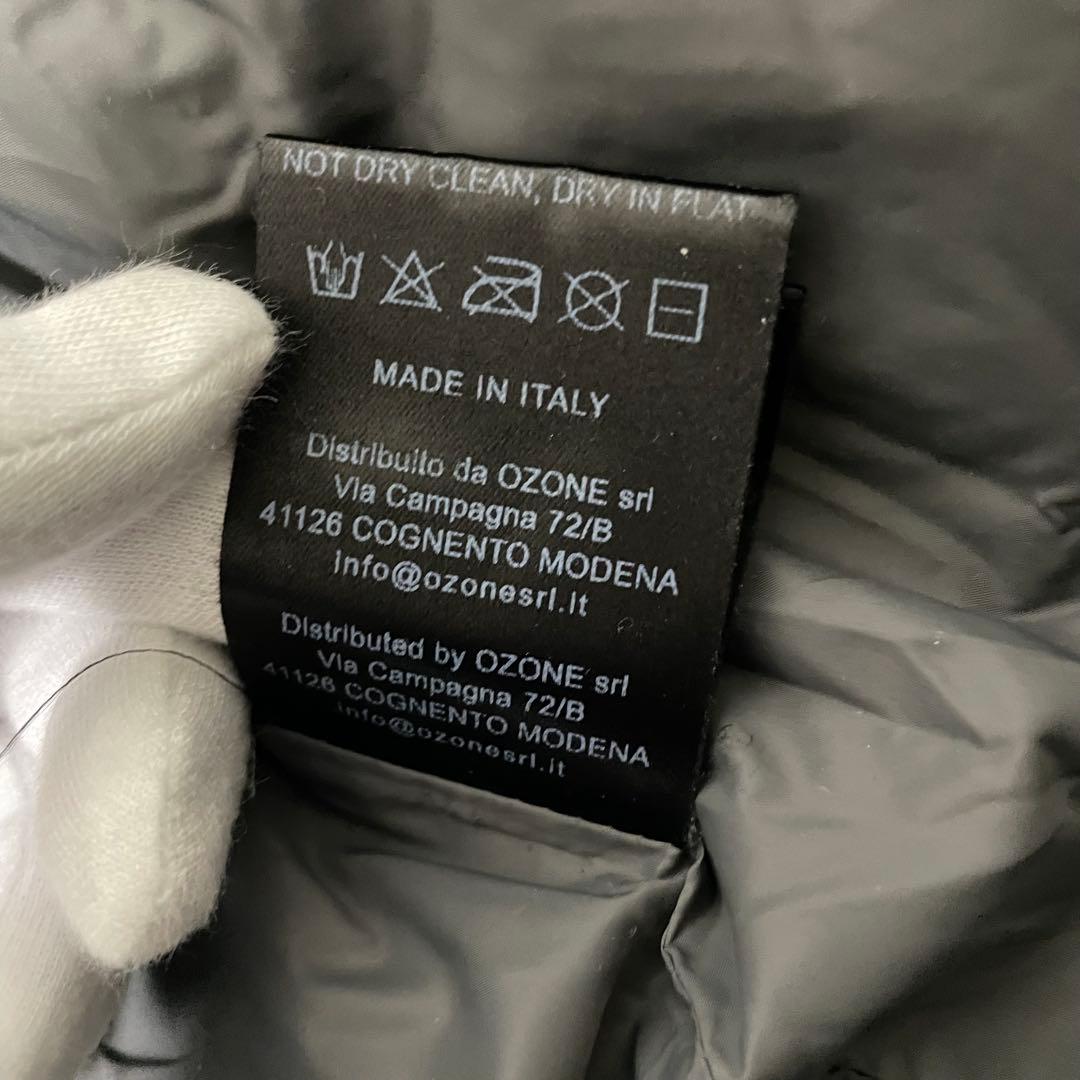 NOT DRY CLEAN, DRY IN FLAT
MADE IN ITALY
Distribuito da OZONE srl
Via Campagna 72/B
41126 COGNENTO MODENA
info@ozonesrl.it
Distributed by OZONE srl
Via Campagna 72/B
41126 COGNENTO MODENA
info@ozonesrl.it